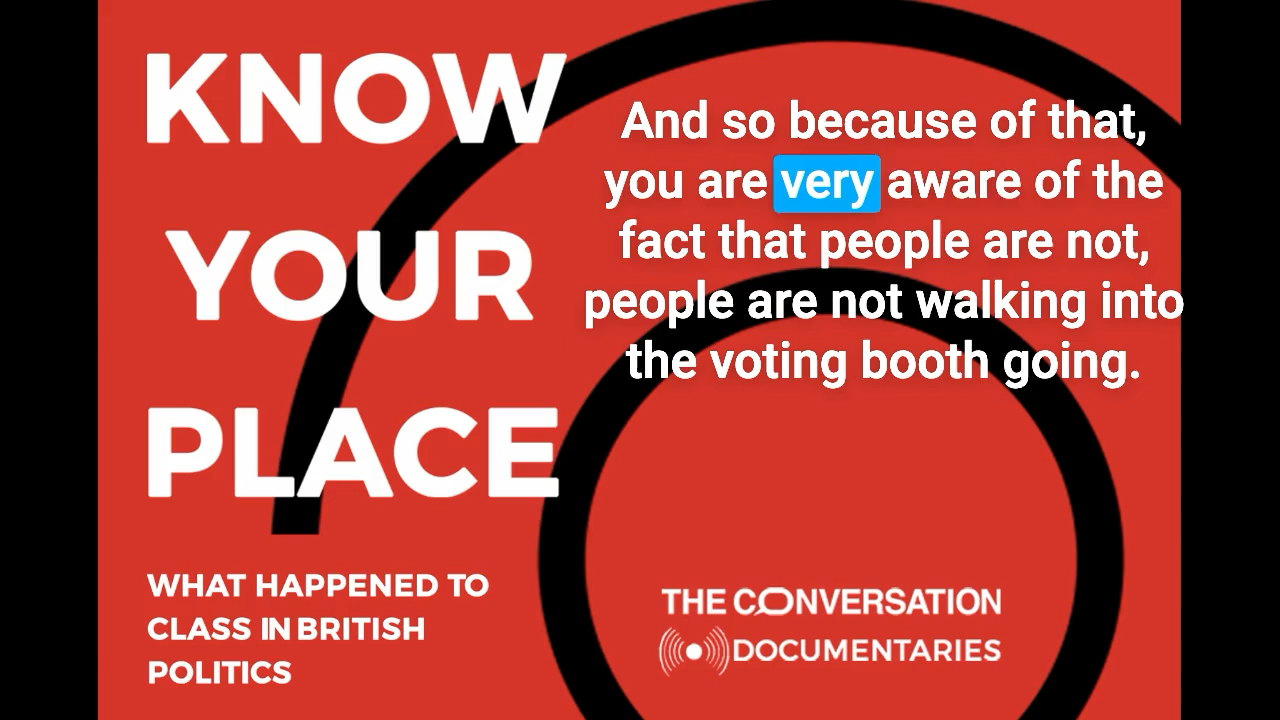 KNOW
YOUR
PLACE
WHAT HAPPENED TO
CLASS IN BRITISH
POLITICS
And so because of that,
you are very aware of the
fact that people are not,
people are not walking into
the voting booth going.
THE CONVERSATION
DOCUMENTARIES